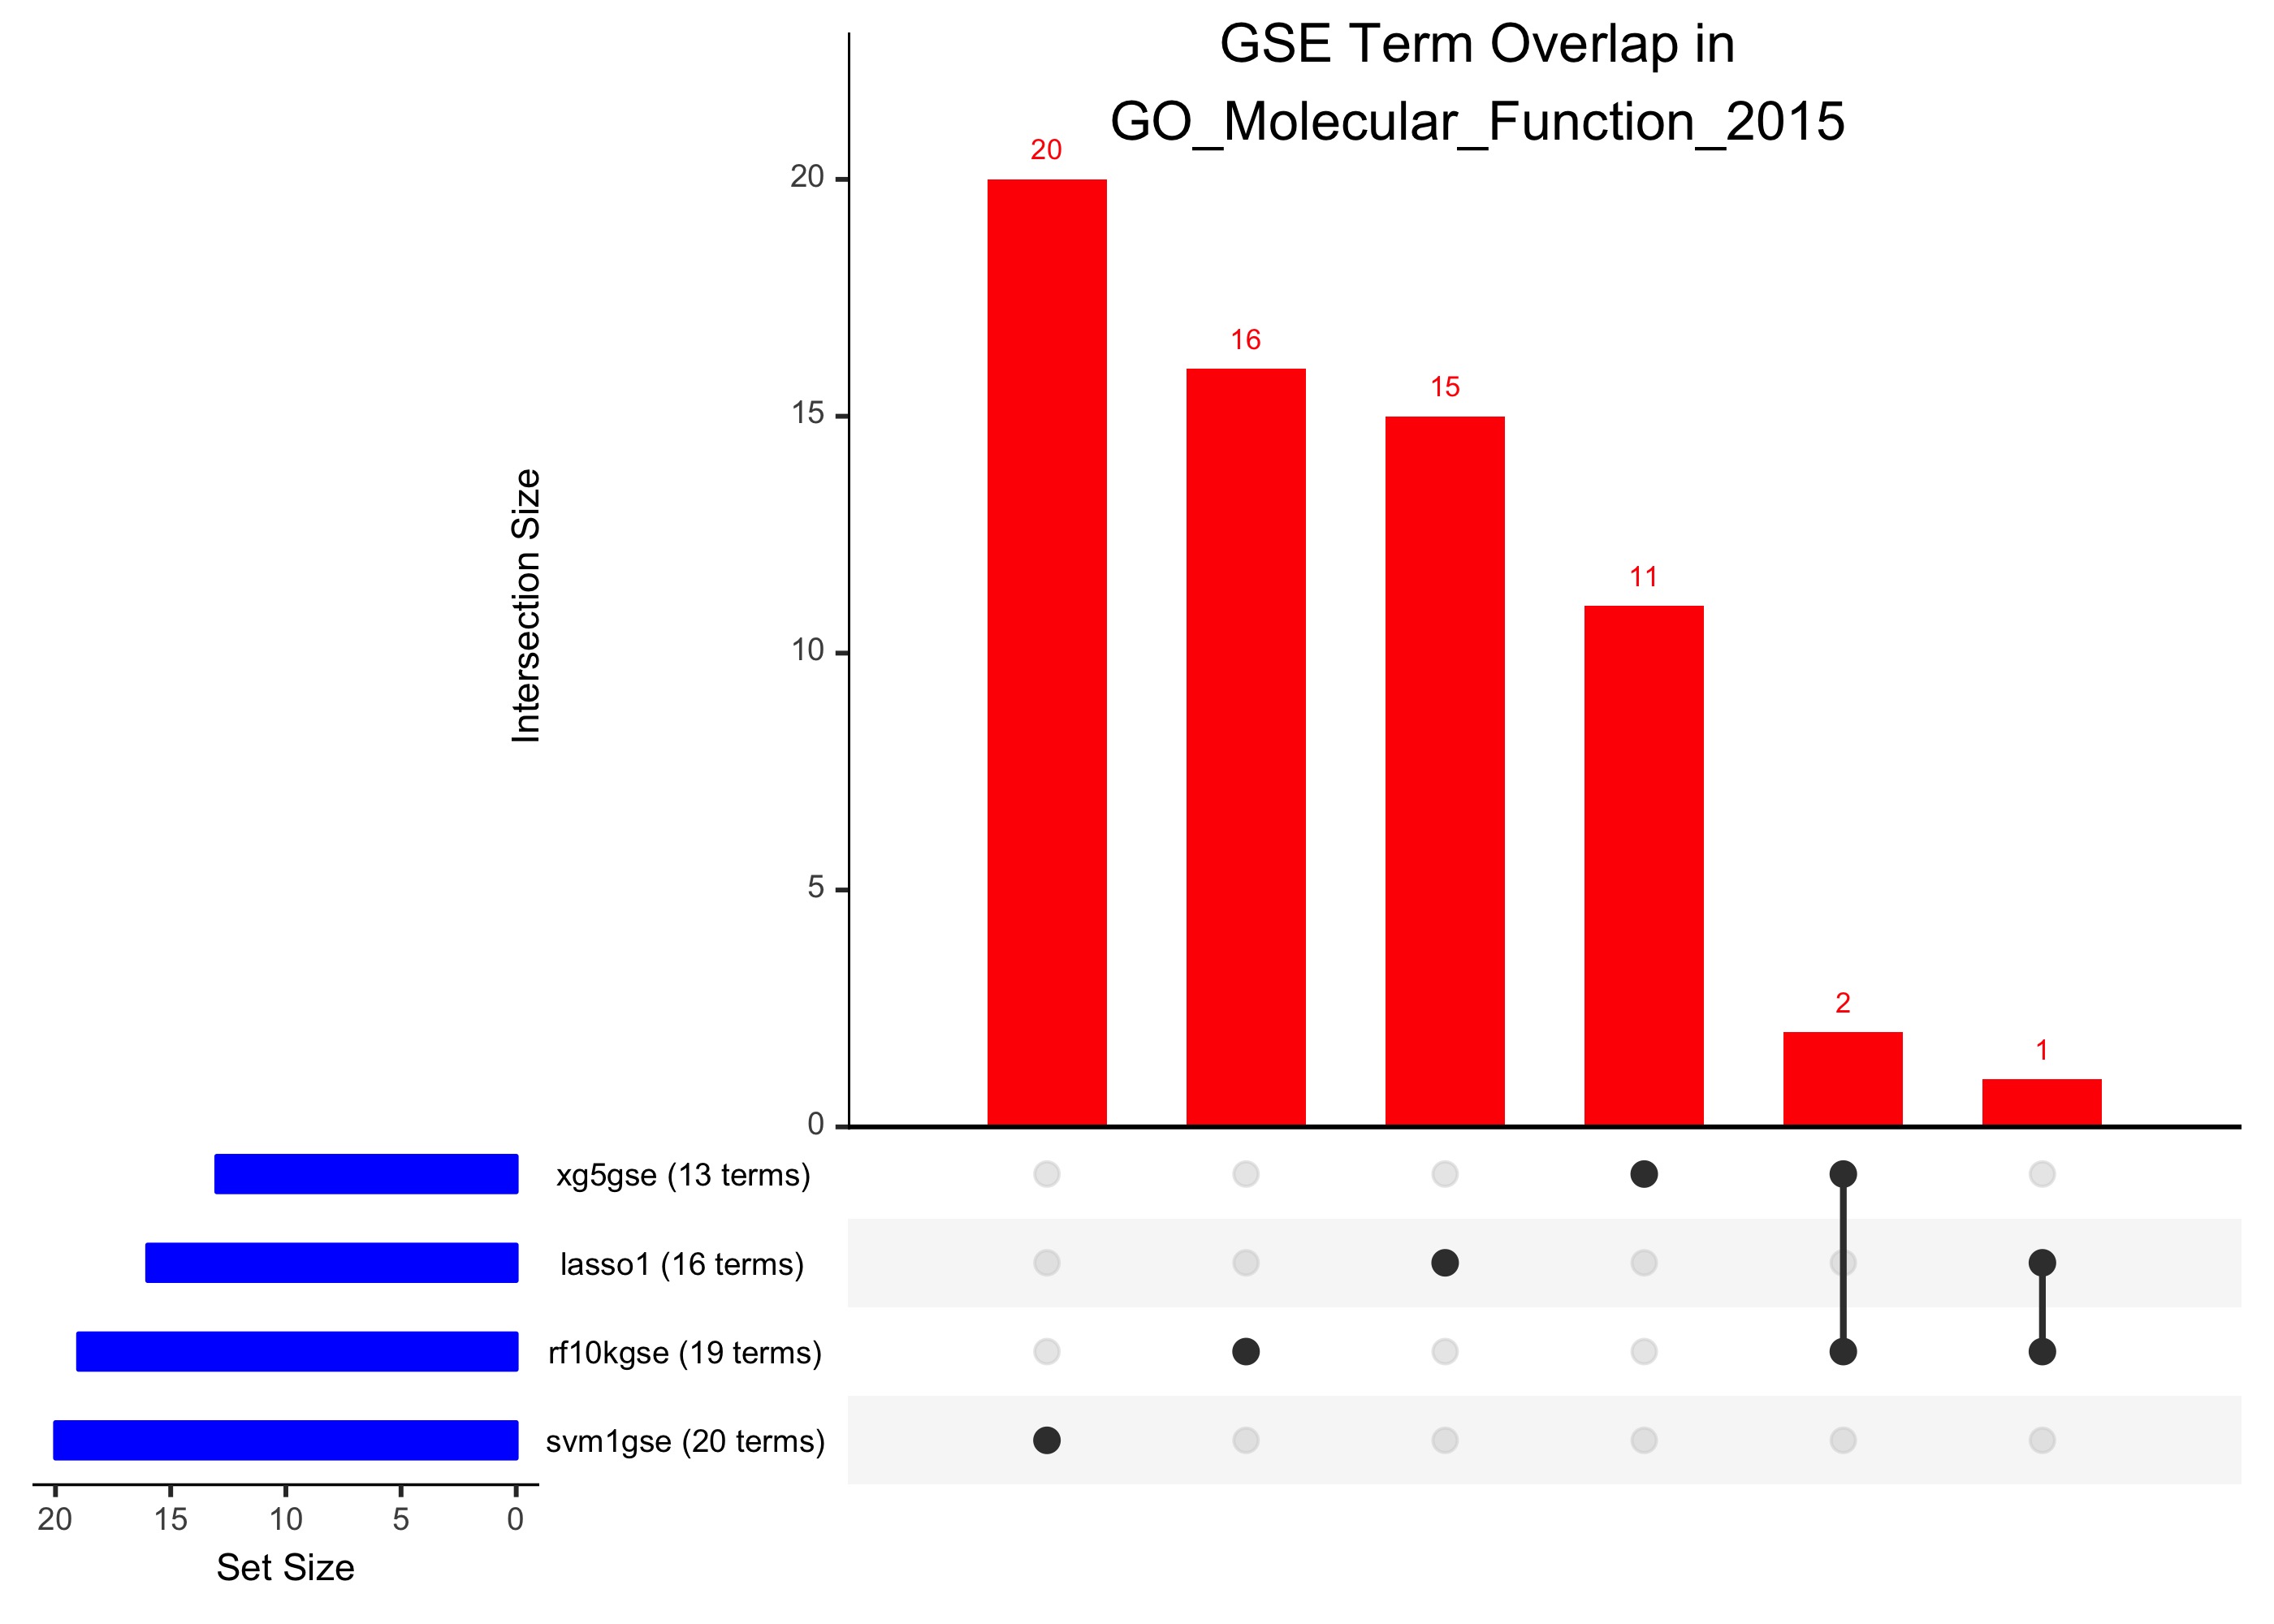 GSE Term Overlap in
GO_Molecular_Function_2015
20
16
15
11
2
1
20
15
10
5
0
Intersection Size
xg5gse (13 terms)
lasso1 (16 terms)
rf10kgse (19 terms)
svm1gse (20 terms)
20 15 10 5 0
Set Size